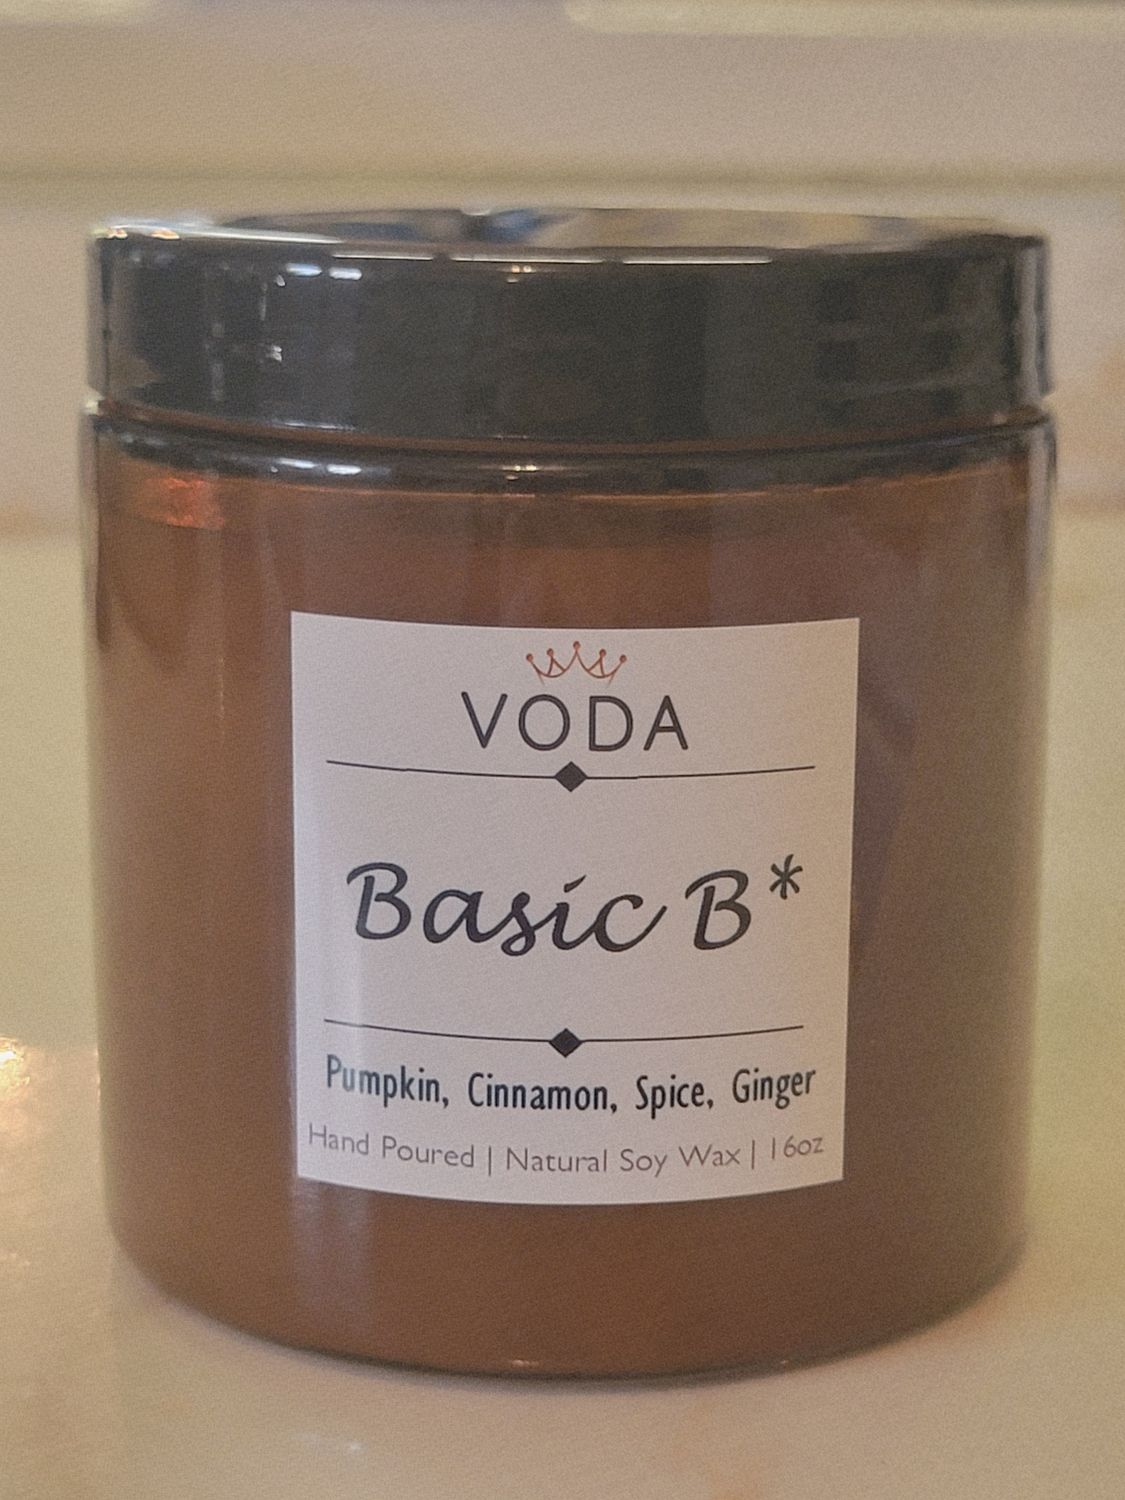 VODA
Basic B*
Pumpkin, Cinnamon, Spice, Ginger
Hand Poured | Natural Soy Wax | 16oz